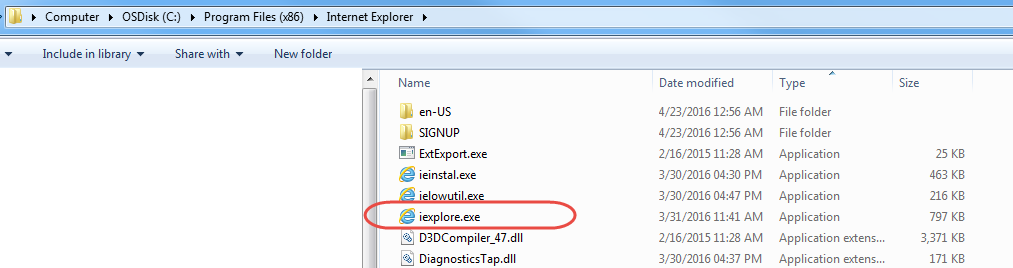 Computer ▸ OSDisk (C:) ▸ Program Files (x86) ▸ Internet Explorer ▸
Include in library Share with New folder
Name Date modified Type Size
en-US 4/23/2016 12:56 AM File folder
SIGNUP 4/23/2016 12:56 AM File folder
ExtExport.exe 2/16/2015 11:28 AM Application 25 KB
ieinstal.exe 3/30/2016 04:30 PM Application 463 KB
ielowutil.exe 3/30/2016 04:47 PM Application 216 KB
iexplore.exe 3/31/2016 11:41 AM Application 797 KB
D3DCompiler_47.dll 2/16/2015 11:28 AM Application extens... 3,371 KB
DiagnosticsTap.dll 3/30/2016 04:37 PM Application extens... 171 KB